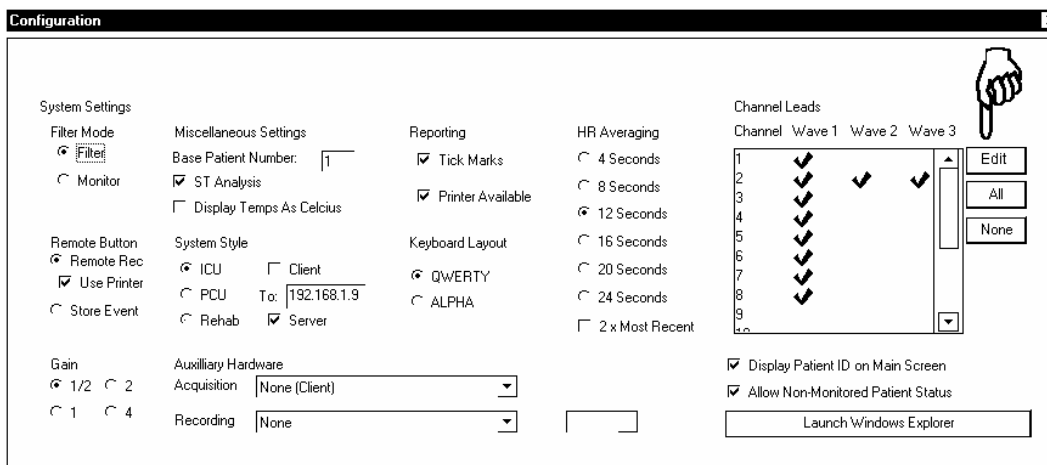 Configuration
System Settings
Filter Mode
Filter
Monitor
Miscellaneous Settings
Base Patient Number: 1
ST Analysis
Display Temps As Celcius
Reporting
Tick Marks
Printer Available
HR Averaging
4 Seconds
8 Seconds
12 Seconds
16 Seconds
20 Seconds
24 Seconds
2 x Most Recent
Channel Leads
Channel Wave 1 Wave 2 Wave 3
1
2
3
4
5
6
7
8
9
Edit
All
None
Remote Button
Remote Rec
Use Printer
Store Event
System Style
ICU Client
PCU To: 192.168.1.9
Rehab Server
Keyboard Layout
QWERTY
ALPHA
Gain
1/2 2
1 4
Auxilliary Hardware
Acquisition None (Client)
Recording None
Display Patient ID on Main Screen
Allow Non-Monitored Patient Status
Launch Windows Explorer